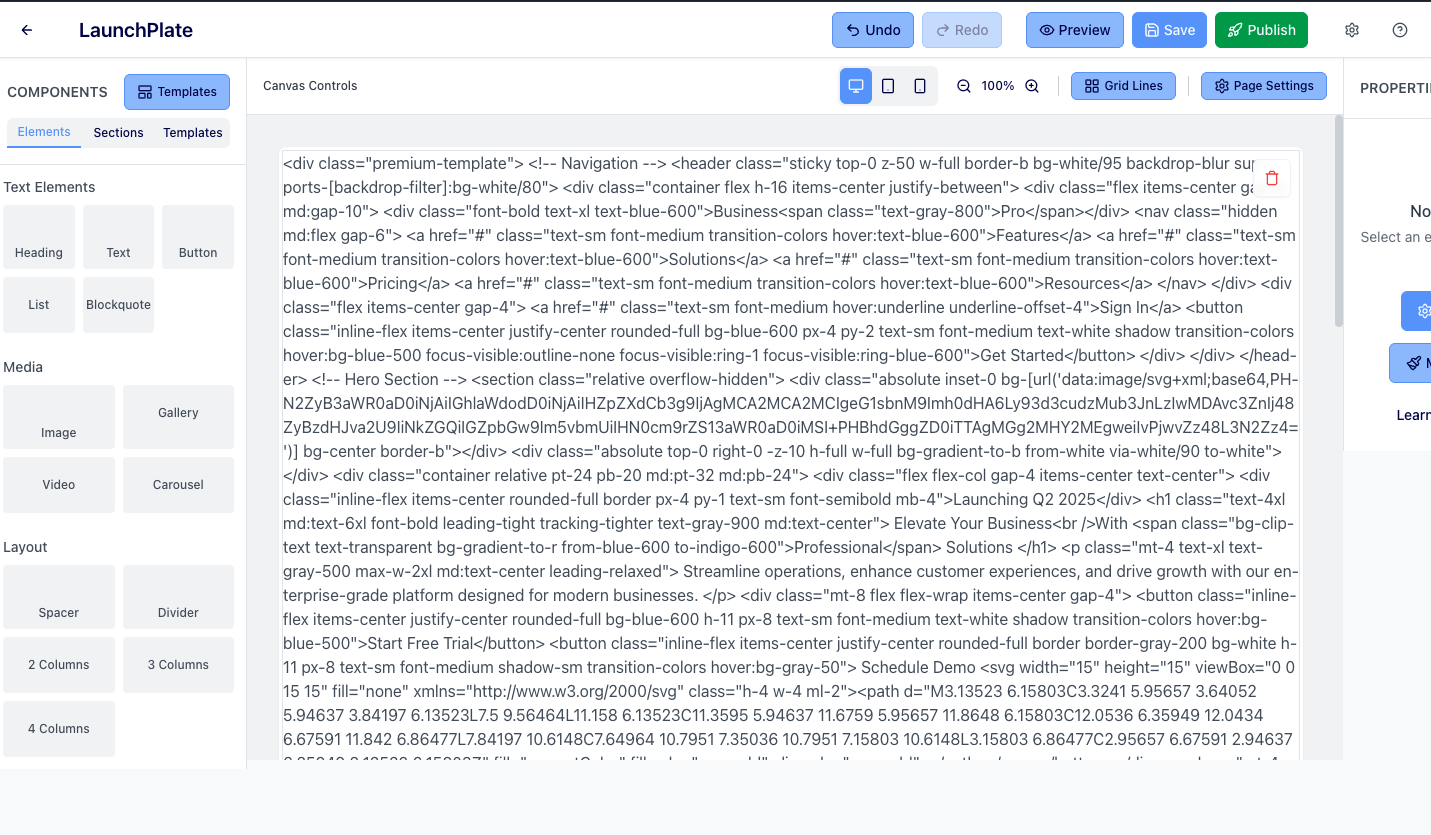 LaunchPlate
Undo
Redo
Preview
Save
Publish
COMPONENTS
Templates
Elements
Sections
Templates
Text Elements
Heading
Text
Button
List
Blockquote
Media
Image
Gallery
Video
Carousel
Layout
Spacer
Divider
2 Columns
3 Columns
4 Columns
Canvas Controls
100%
Grid Lines
Page Settings
<div class="premium-template"> <!-- Navigation --> <header class="sticky top-0 z-50 w-full border-b bg-white/95 backdrop-blur
ports-[backdrop-filter]:bg-white/80"> <div class="container flex h-16 items-center justify-between"> <div class="flex items-center
md:gap-10"> <div class="font-bold text-xl text-blue-600">Business<span class="text-gray-800">Pro</span></div> <nav class="hidden
md:flex gap-6"> <a href="#" class="text-sm font-medium transition-colors hover:text-blue-600">Features</a> <a href="#" class="text-sm
font-medium transition-colors hover:text-blue-600">Solutions</a> <a href="#" class="text-sm font-medium transition-colors hover:text-
blue-600">Pricing</a> <a href="#" class="text-sm font-medium transition-colors hover:text-blue-600">Resources</a> </nav> </div> <div
class="flex items-center gap-4"> <a href="#" class="text-sm font-medium hover:underline underline-offset-4">Sign In</a> <button
class="inline-flex items-center justify-center rounded-full bg-blue-600 px-4 py-2 text-sm font-medium text-white shadow transition-colors
hover:bg-blue-500 focus-visible:outline-none focus-visible:ring-1 focus-visible:ring-blue-600">Get Started</button> </div> </div> </head-
er> <!-- Hero Section --> <section class="relative overflow-hidden"> <div class="absolute inset-0 bg-[url('data:image/svg+xml;base64,PH-
')] bg-center border-b"></div> <div class="absolute top-0 right-0 -z-10 h-full w-full bg-gradient-to-b from-white via-white/90 to-white">
</div> <div class="container relative pt-24 pb-20 md:pt-32 md:pb-24"> <div class="flex flex-col gap-4 items-center text-center"> <div
class="inline-flex items-center rounded-full border px-4 py-1 text-sm font-semibold mb-4">Launching Q2 2025</div> <h1 class="text-4xl
md:text-6xl font-bold leading-tight tracking-tighter text-gray-900 md:text-center"> Elevate Your Business<br />With <span class="bg-clip-
text text-transparent bg-gradient-to-r from-blue-600 to-indigo-600">Professional</span> Solutions </h1> <p class="mt-4 text-xl text-
gray-500 max-w-2xl md:text-center leading-relaxed"> Streamline operations, enhance customer experiences, and drive growth with our en-
terprise-grade platform designed for modern businesses. </p> <div class="mt-8 flex flex-wrap items-center gap-4"> <button class="inline-
flex items-center justify-center rounded-full bg-blue-600 h-11 px-8 text-sm font-medium text-white shadow transition-colors hover:bg-
blue-500">Start Free Trial</button> <button class="inline-flex items-center justify-center rounded-full border border-gray-200 bg-white h-
11 px-8 text-sm font-medium shadow-sm transition-colors hover:bg-gray-50"> Schedule Demo <svg width="15" height="15" viewBox="0 0
15 15" fill="none" xmlns="http://www.w3.org/2000/svg" class="h-4 w-4 ml-2"><path d="M3.13523 6.15803C3.3241 5.95657 3.64052
5.94637 3.84197 6.13523L7.5 9.56464L11.158 6.13523C11.3595 5.94637 11.6759 5.95657 11.8648 6.15803C12.0536 6.35949 12.0434
6.67591 11.842 6.86477L7.84197 10.6148C7.64964 10.7951 7.35036 10.7951 7.15803 10.6148L3.15803 6.86477C2.95657 6.67591 2.94637
PROPERTI
No
Select an e
Learn